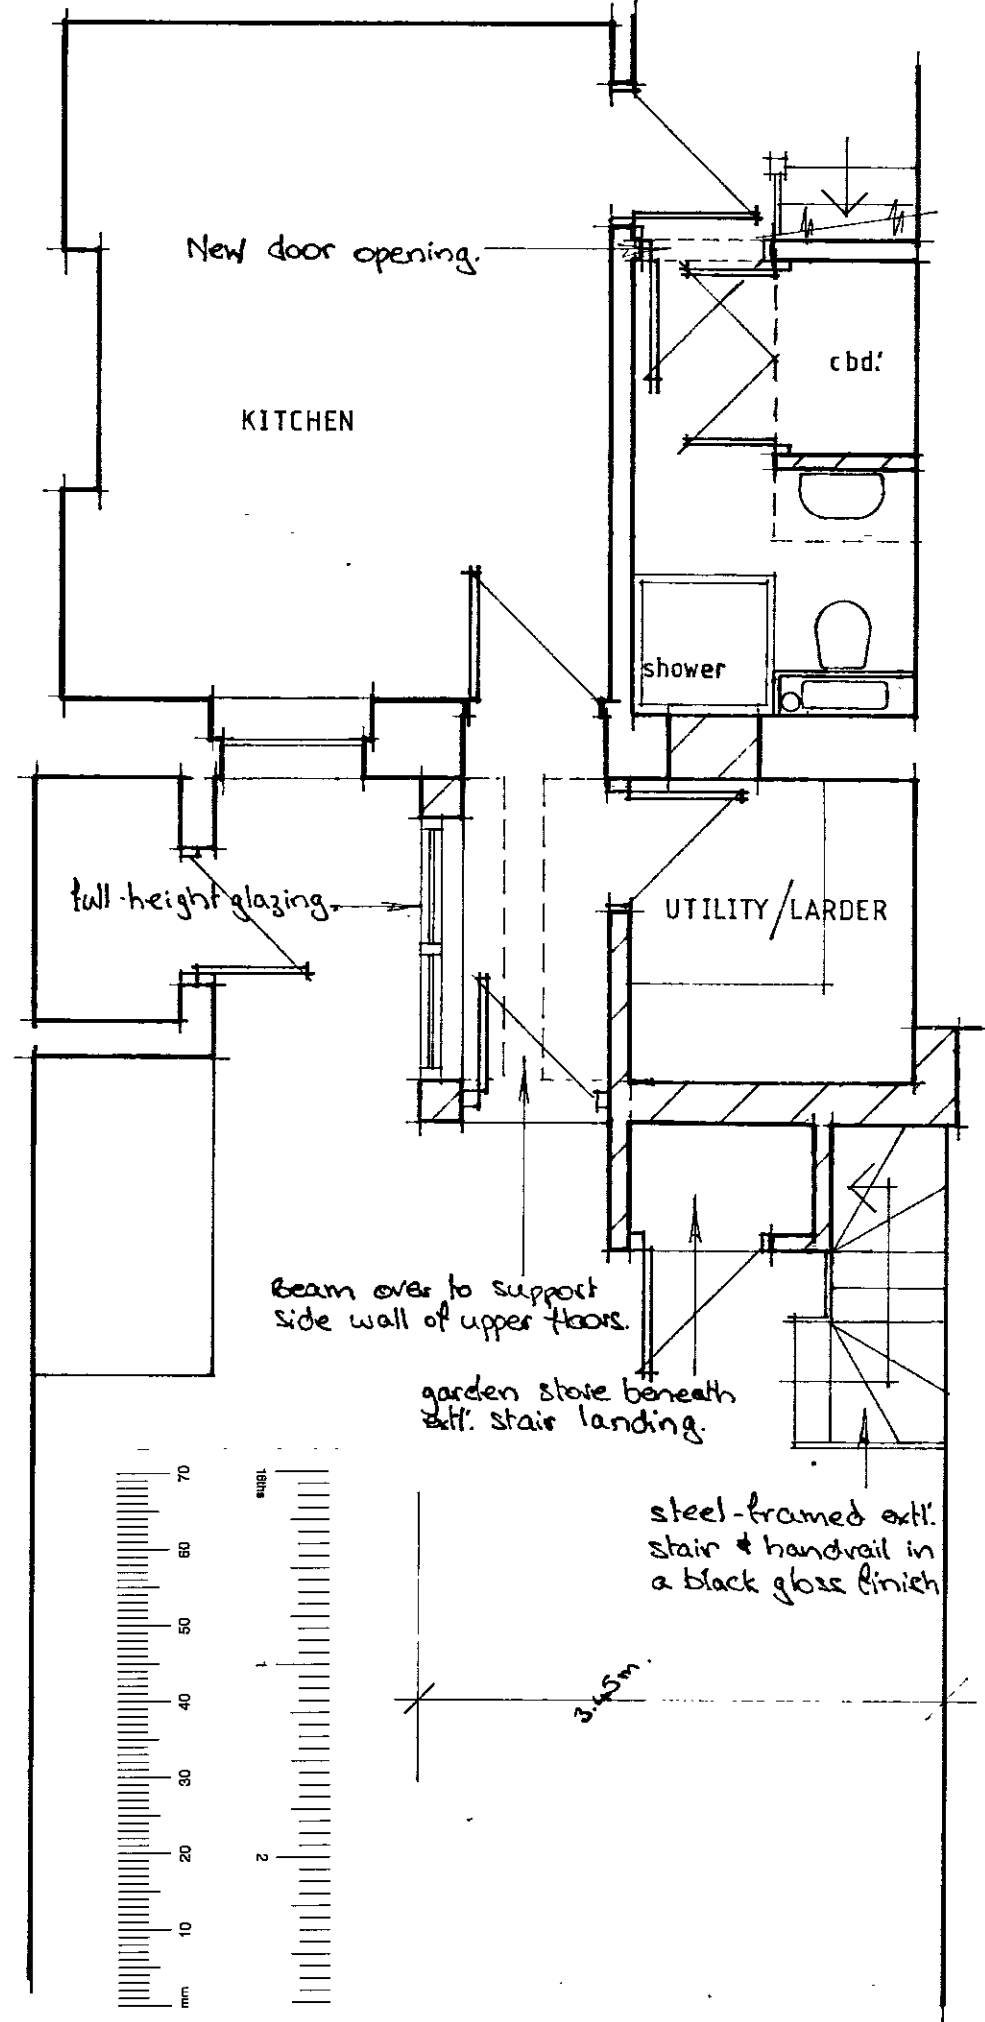 New door opening.
cbd.'
KITCHEN
shower
full-height glazing.
UTILITY/LARDER
Beam over to support
side wall of upper floors.
garden store beneath
extl.' stair landing.
steel-framed extl.'
stair & handrail in
a black gloss finish
3.45m.
70
60
50
40
30
20
10
mm
16ths
1
2